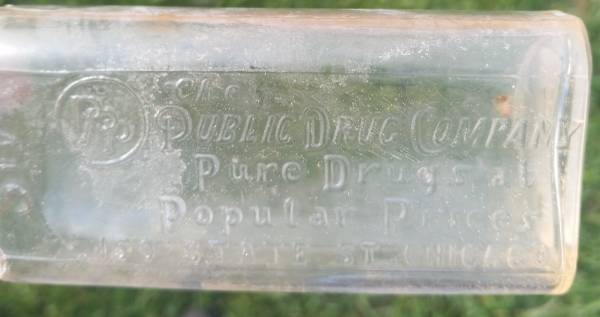 The
PUBLIC DRUG COMPANY
Pure Drugs at
Popular Prices
STATE ST. CHICAGO